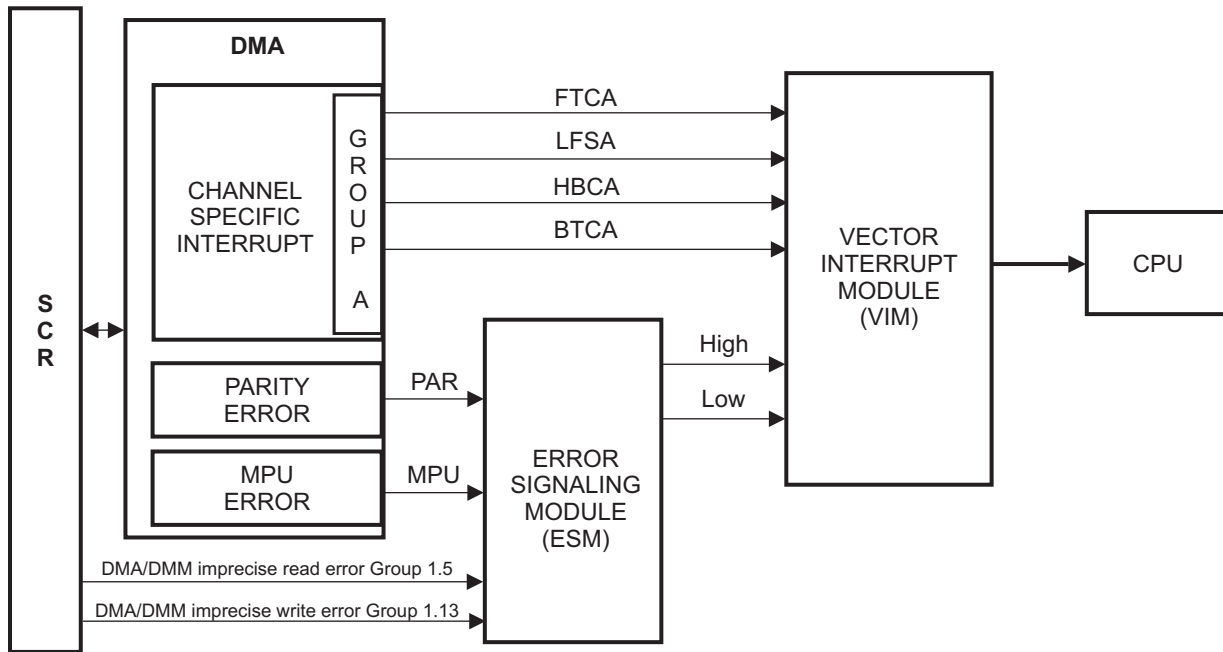 S
C
R
DMA
CHANNEL
SPECIFIC
INTERRUPT
G
R
O
U
P
A
PARITY
ERROR
MPU
ERROR
FTCA
LFSA
HBCA
BTCA
PAR
MPU
DMA/DMM imprecise read error Group 1.5
DMA/DMM imprecise write error Group 1.13
ERROR
SIGNALING
MODULE
(ESM)
High
Low
VECTOR
INTERRUPT
MODULE
(VIM)
CPU